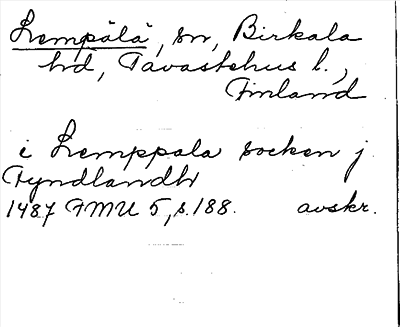 Lempälä, sn, Birkala
hd, Tavastehus l.,
Finland
i Lemppala socken j
Fyndlandh
1487 FMU 5, s. 188. avskr.